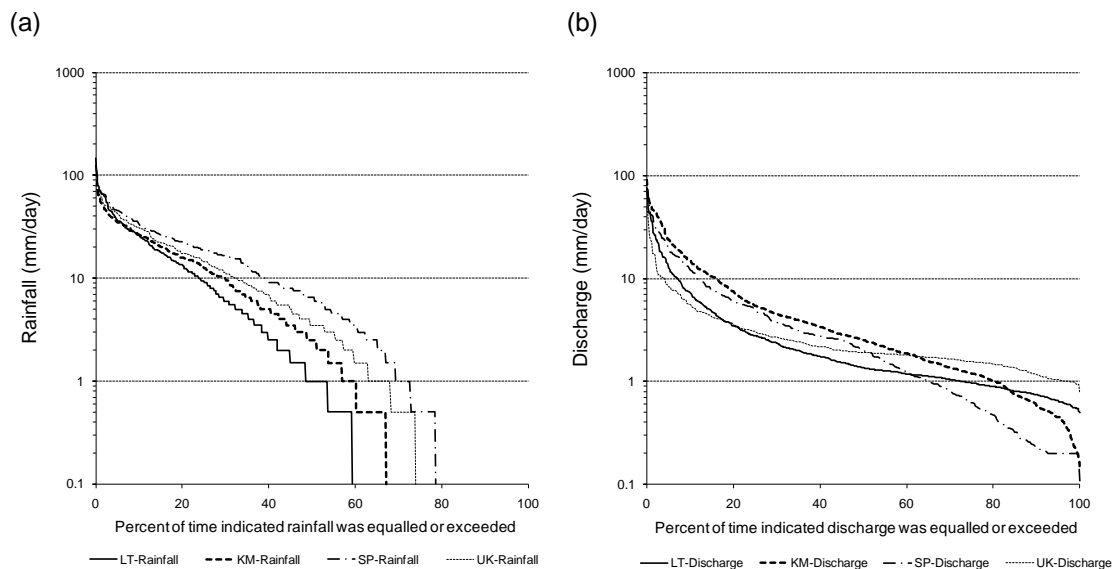 (a)
1000
100
10
1
0.1
Rainfall (mm/day)
0 20 40 60 80 100
Percent of time indicated rainfall was equalled or exceeded
LT-Rainfall KM-Rainfall SP-Rainfall UK-Rainfall
(b)
1000
100
10
1
0.1
Discharge (mm/day)
0 20 40 60 80 100
Percent of time indicated discharge was equalled or exceeded
LT-Discharge KM-Discharge SP-Discharge UK-Discharge